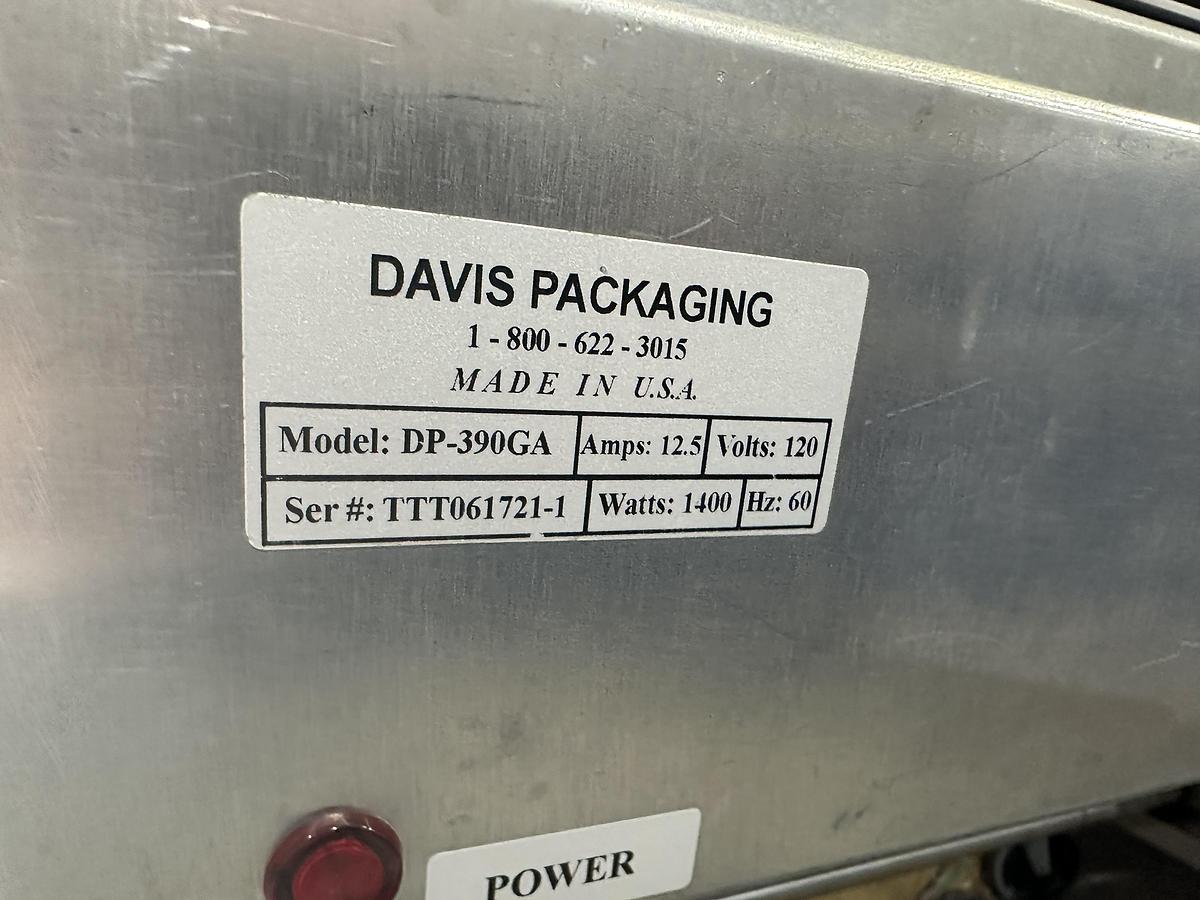 DAVIS PACKAGING
1 - 800 - 622 - 3015
MADE IN U.S.A.
Model: DP-390GA Amps: 12.5 Volts: 120
Ser #: TTT061721-1 Watts: 1400 Hz: 60
POWER